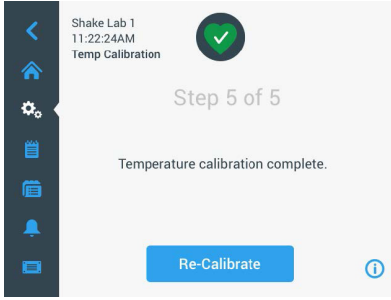 Shake Lab 1
11:22:24AM
Temp Calibration
Step 5 of 5
Temperature calibration complete.
Re-Calibrate